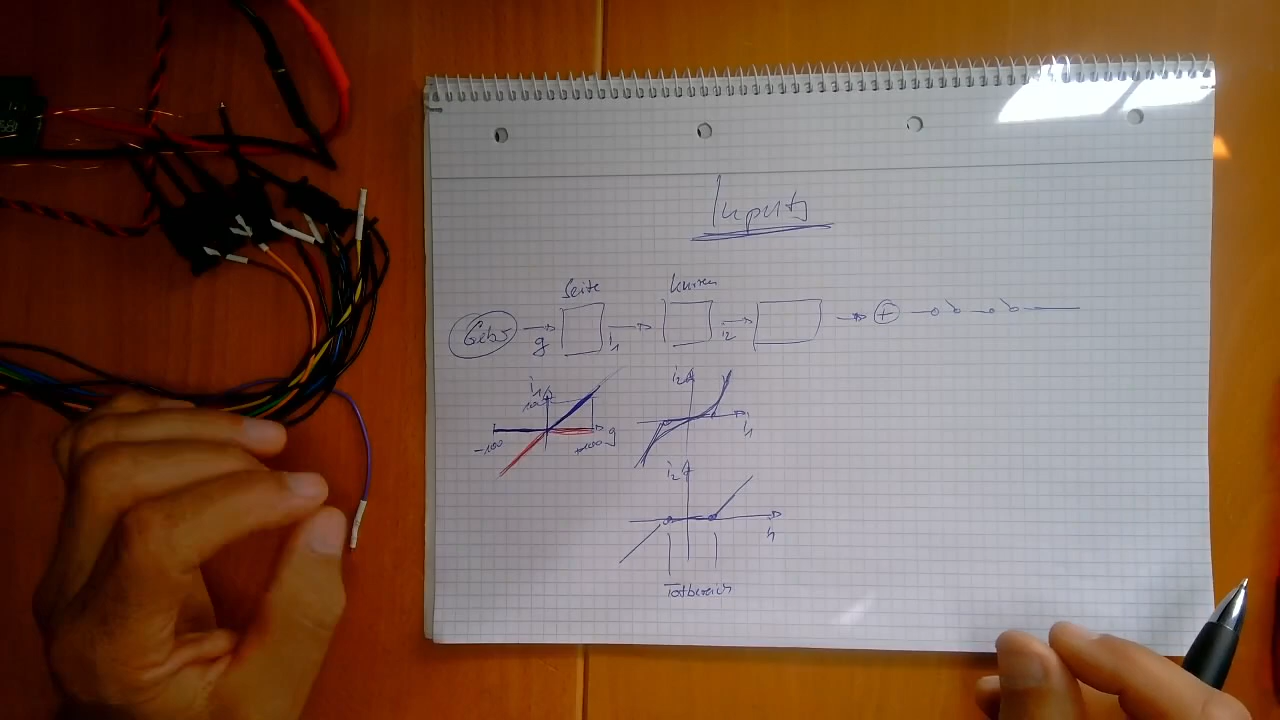 Inputs
Seite Kurven
Geber g i1 i2 +
i1 i2
100
-100 +100 g i1
i2
i1
Totbereich